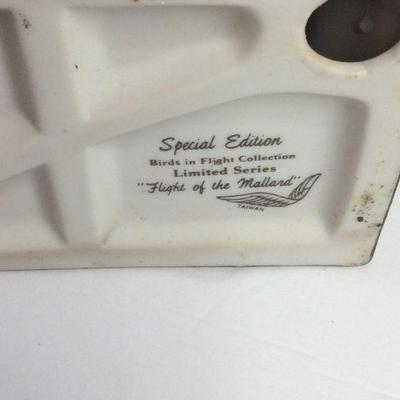 Special Edition
Birds in Flight Collection
Limited Series
"Flight of the Mallard"
TAIWAN